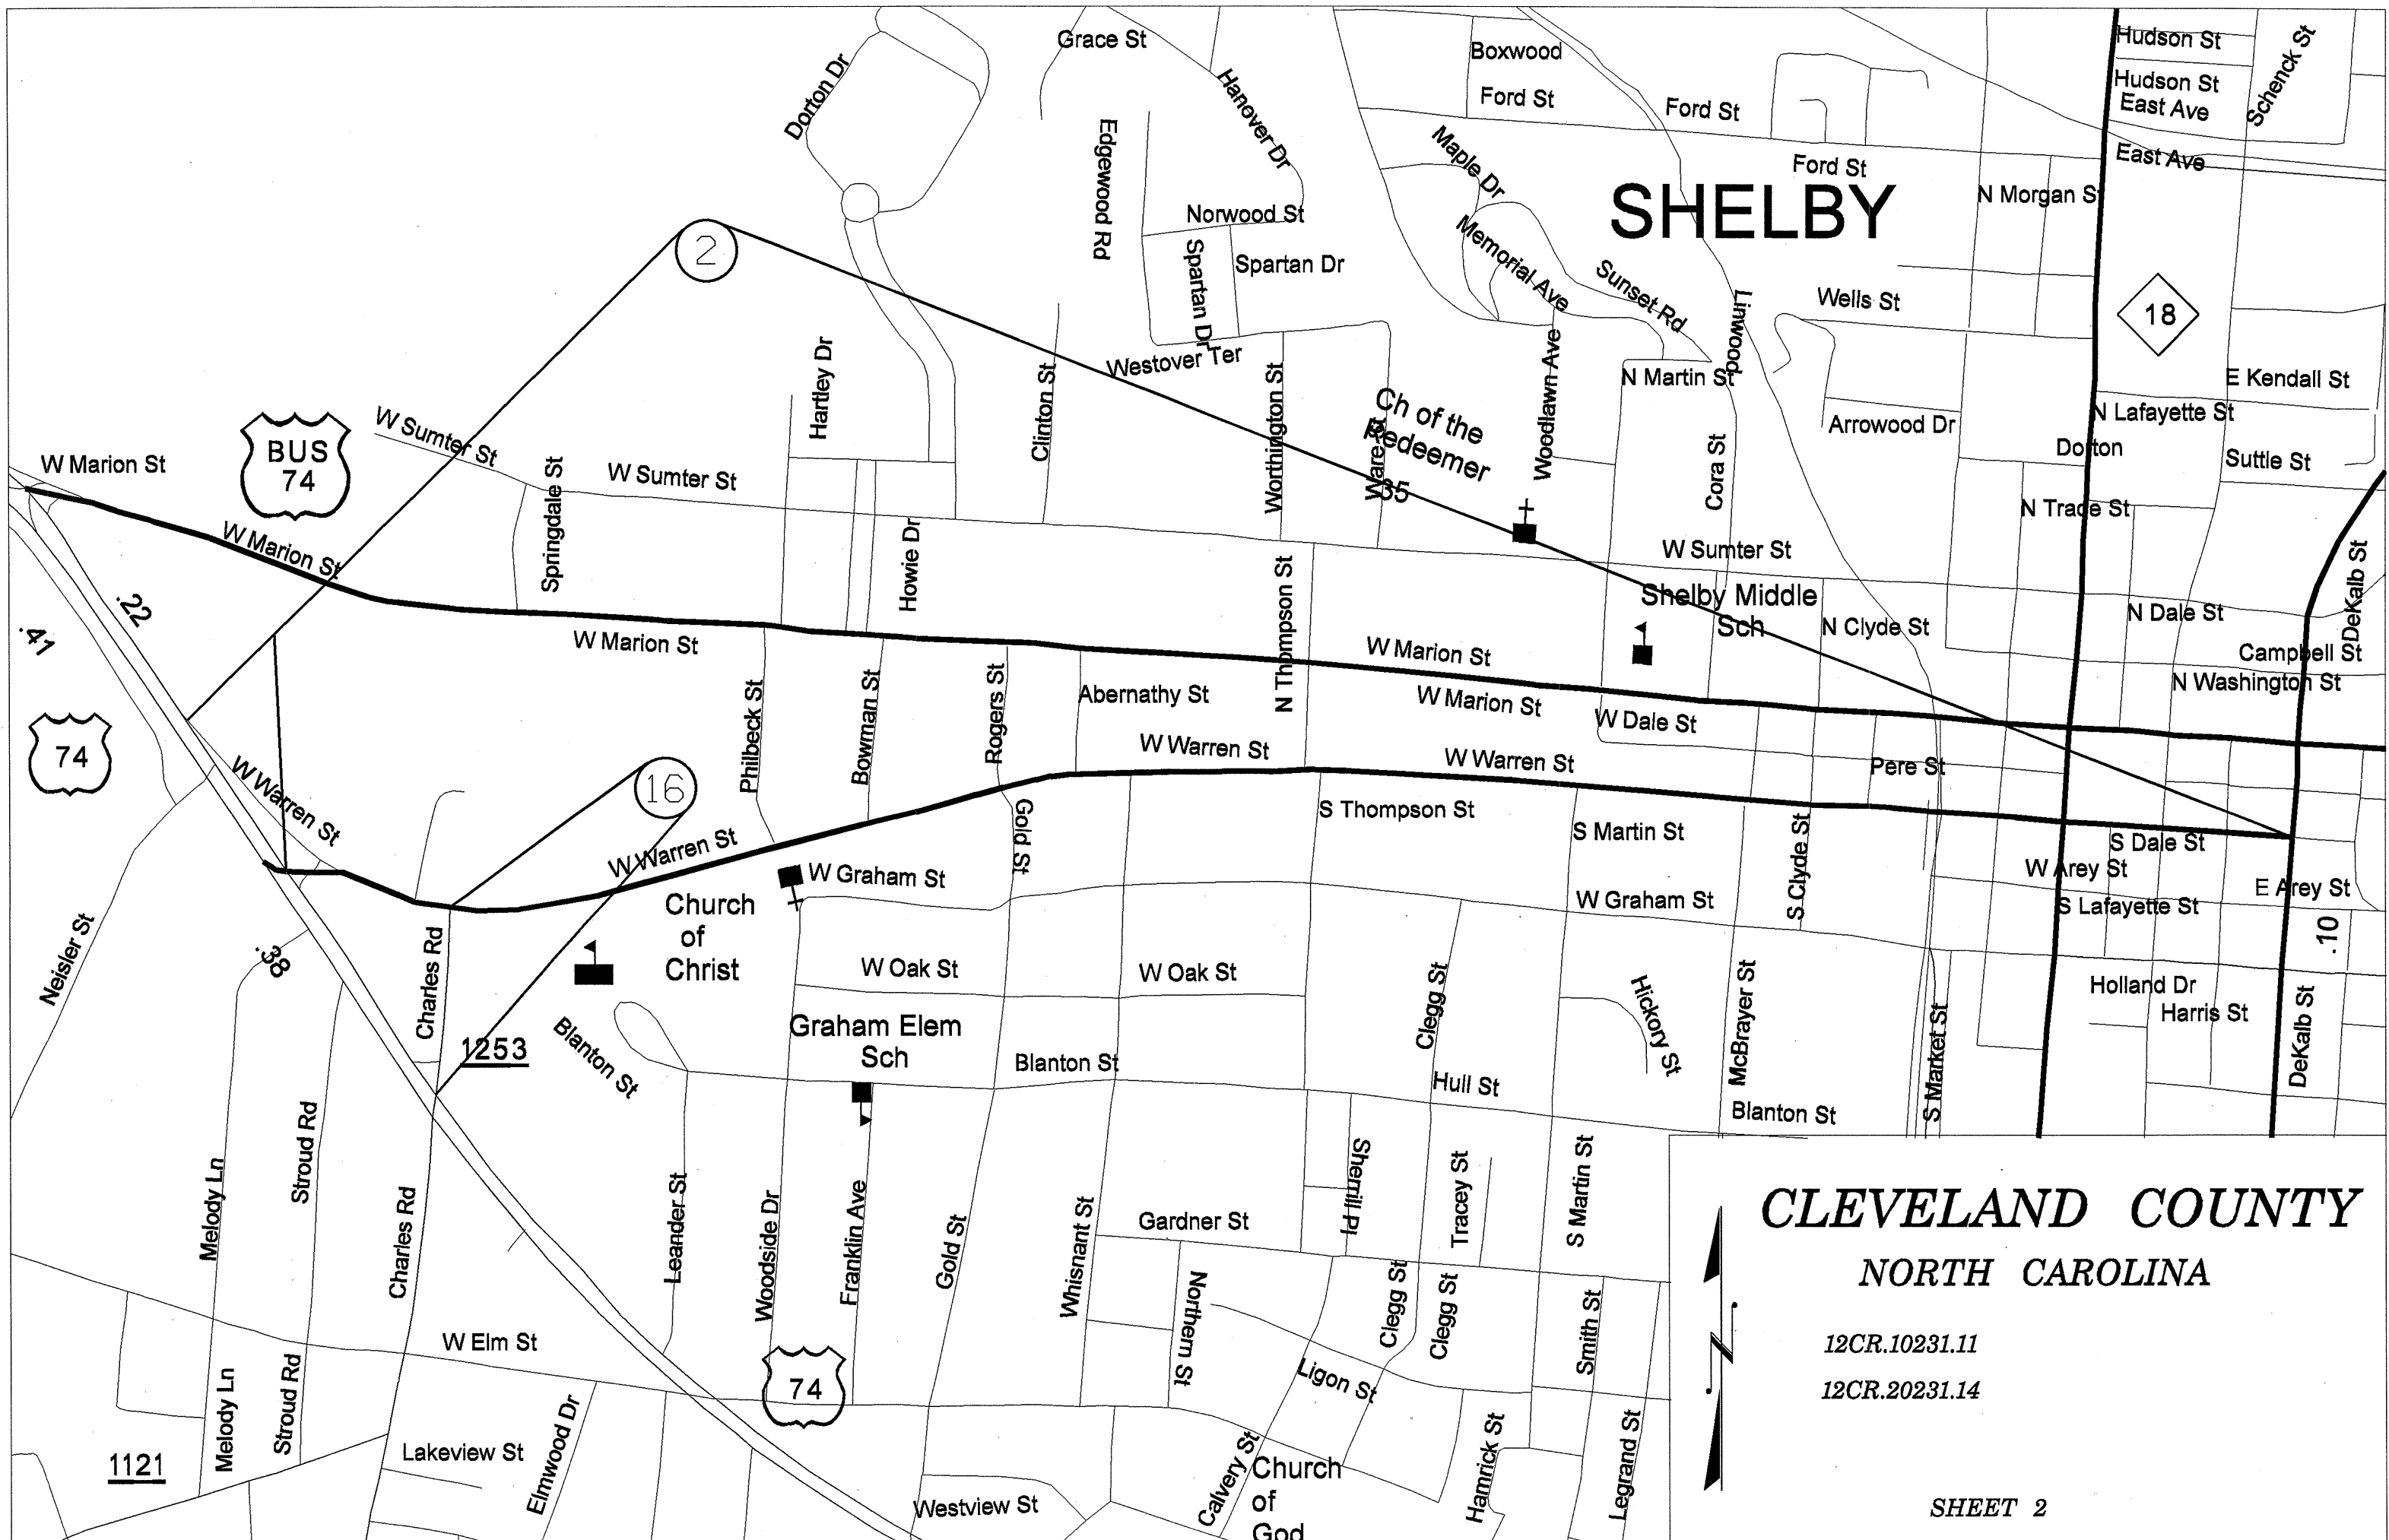 Grace St
Boxwood
Hudson St
Schenck St
Dorton Dr
Hanover Dr
Ford St
Ford St
Hudson St
East Ave
Edgewood Rd
Maple Dr
Ford St
East Ave
SHELBY
N Morgan St
Norwood St
2
Spartan Dr
Spartan Dr
Memorial Ave
Sunset Rd
Linwood
Wells St
18
Hartley Dr
Clinton St
Westover Ter
Worthington St
Ware St
Ch of the
Redeemer
35
Woodlawn Ave
N Martin St
Cora St
Arrowood Dr
E Kendall St
N Lafayette St
Dorton
Suttle St
W Marion St
BUS
74
W Sumter St
W Sumter St
Springdale St
Howie Dr
N Trade St
W Marion St
N Thompson St
W Sumter St
Shelby Middle
Sch
N Clyde St
N Dale St
DeKalb St
Campbell St
N Washington St
.22
.41
W Marion St
W Marion St
W Marion St
Philbeck St
Bowman St
Rogers St
Abernathy St
W Dale St
74
W Warren St
16
W Warren St
W Warren St
Pere St
W Warren St
Gold St
S Thompson St
S Martin St
S Clyde St
S Dale St
W Arey St
E Arey St
W Graham St
W Graham St
S Lafayette St
Church
of
Christ
Neisler St
.38
Charles Rd
W Oak St
W Oak St
Clegg St
Hickory St
McBrayer St
S Market St
Holland Dr
Harris St
.10
DeKalb St
1253
Blanton St
Graham Elem
Sch
Blanton St
Hull St
Blanton St
Melody Ln
Stroud Rd
Charles Rd
Leander St
Woodside Dr
Franklin Ave
Gold St
Whisnant St
Gardner St
Sherrill Pl
Tracey St
S Martin St
Northern St
Clegg St
Clegg St
Smith St
W Elm St
74
Ligon St
Melody Ln
Stroud Rd
1121
Lakeview St
Elmwood Dr
Westview St
Calvery St
Church
of
God
Hamrick St
Legrand St
CLEVELAND COUNTY
NORTH CAROLINA
12CR.10231.11
12CR.20231.14
SHEET 2